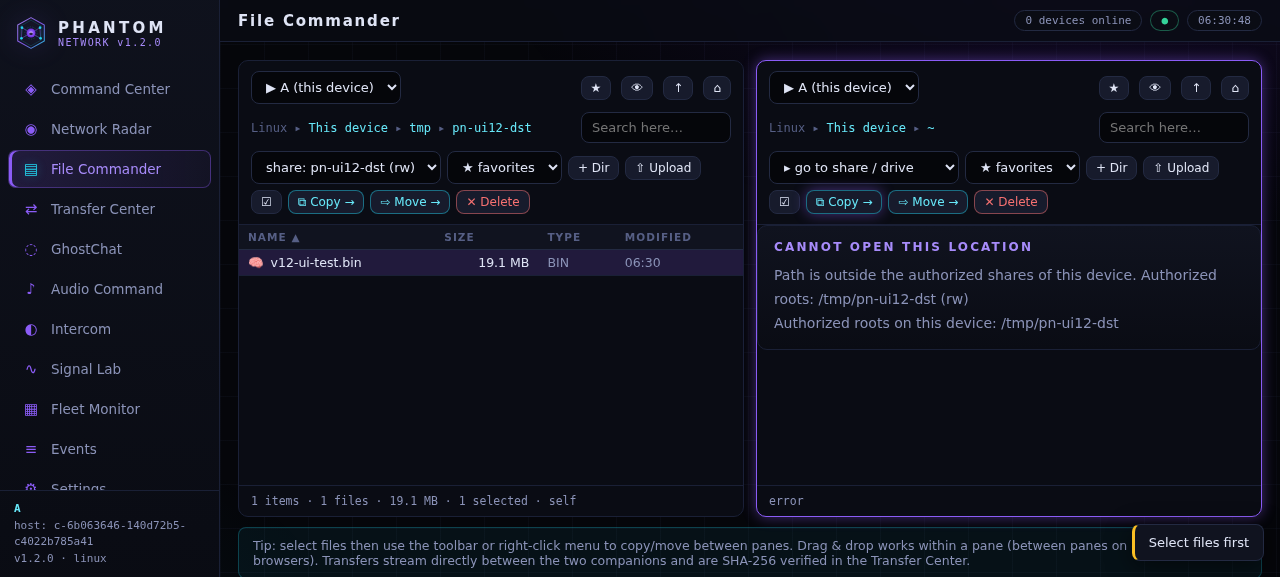 PHANTOM
NETWORK v1.2.0
Command Center
Network Radar
File Commander
Transfer Center
GhostChat
Audio Command
Intercom
Signal Lab
Fleet Monitor
Events
Settings
A
host: c-6b063646-140d72b5-
c4022b785a41
v1.2.0 · linux
File Commander
0 devices online
06:30:48
▶ A (this device)
Linux ▸ This device ▸ tmp ▸ pn-ui12-dst
Search here…
share: pn-ui12-dst (rw)
★ favorites
+ Dir
⇧ Upload
⧉ Copy →
⇨ Move →
✕ Delete
NAME ▲ SIZE TYPE MODIFIED
v12-ui-test.bin 19.1 MB BIN 06:30
1 items · 1 files · 19.1 MB · 1 selected · self
▶ A (this device)
Linux ▸ This device ▸ ~
Search here…
▸ go to share / drive
★ favorites
+ Dir
⇧ Upload
⧉ Copy →
⇨ Move →
✕ Delete
CANNOT OPEN THIS LOCATION
Path is outside the authorized shares of this device. Authorized
roots: /tmp/pn-ui12-dst (rw)
Authorized roots on this device: /tmp/pn-ui12-dst
error
Tip: select files then use the toolbar or right-click menu to copy/move between panes. Drag & drop works within a pane (between panes on
browsers). Transfers stream directly between the two companions and are SHA-256 verified in the Transfer Center.
Select files first